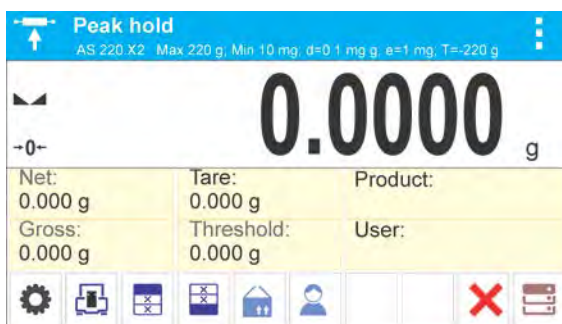 Peak hold
AS 220 X2 Max 220 g; Min 10 mg; d=0 1 mg g; e=1 mg; T=-220 g
→0←
0.0000 g
Net: Tare: Product:
0.000 g 0.000 g
Gross: Threshold: User:
0.000 g 0.000 g